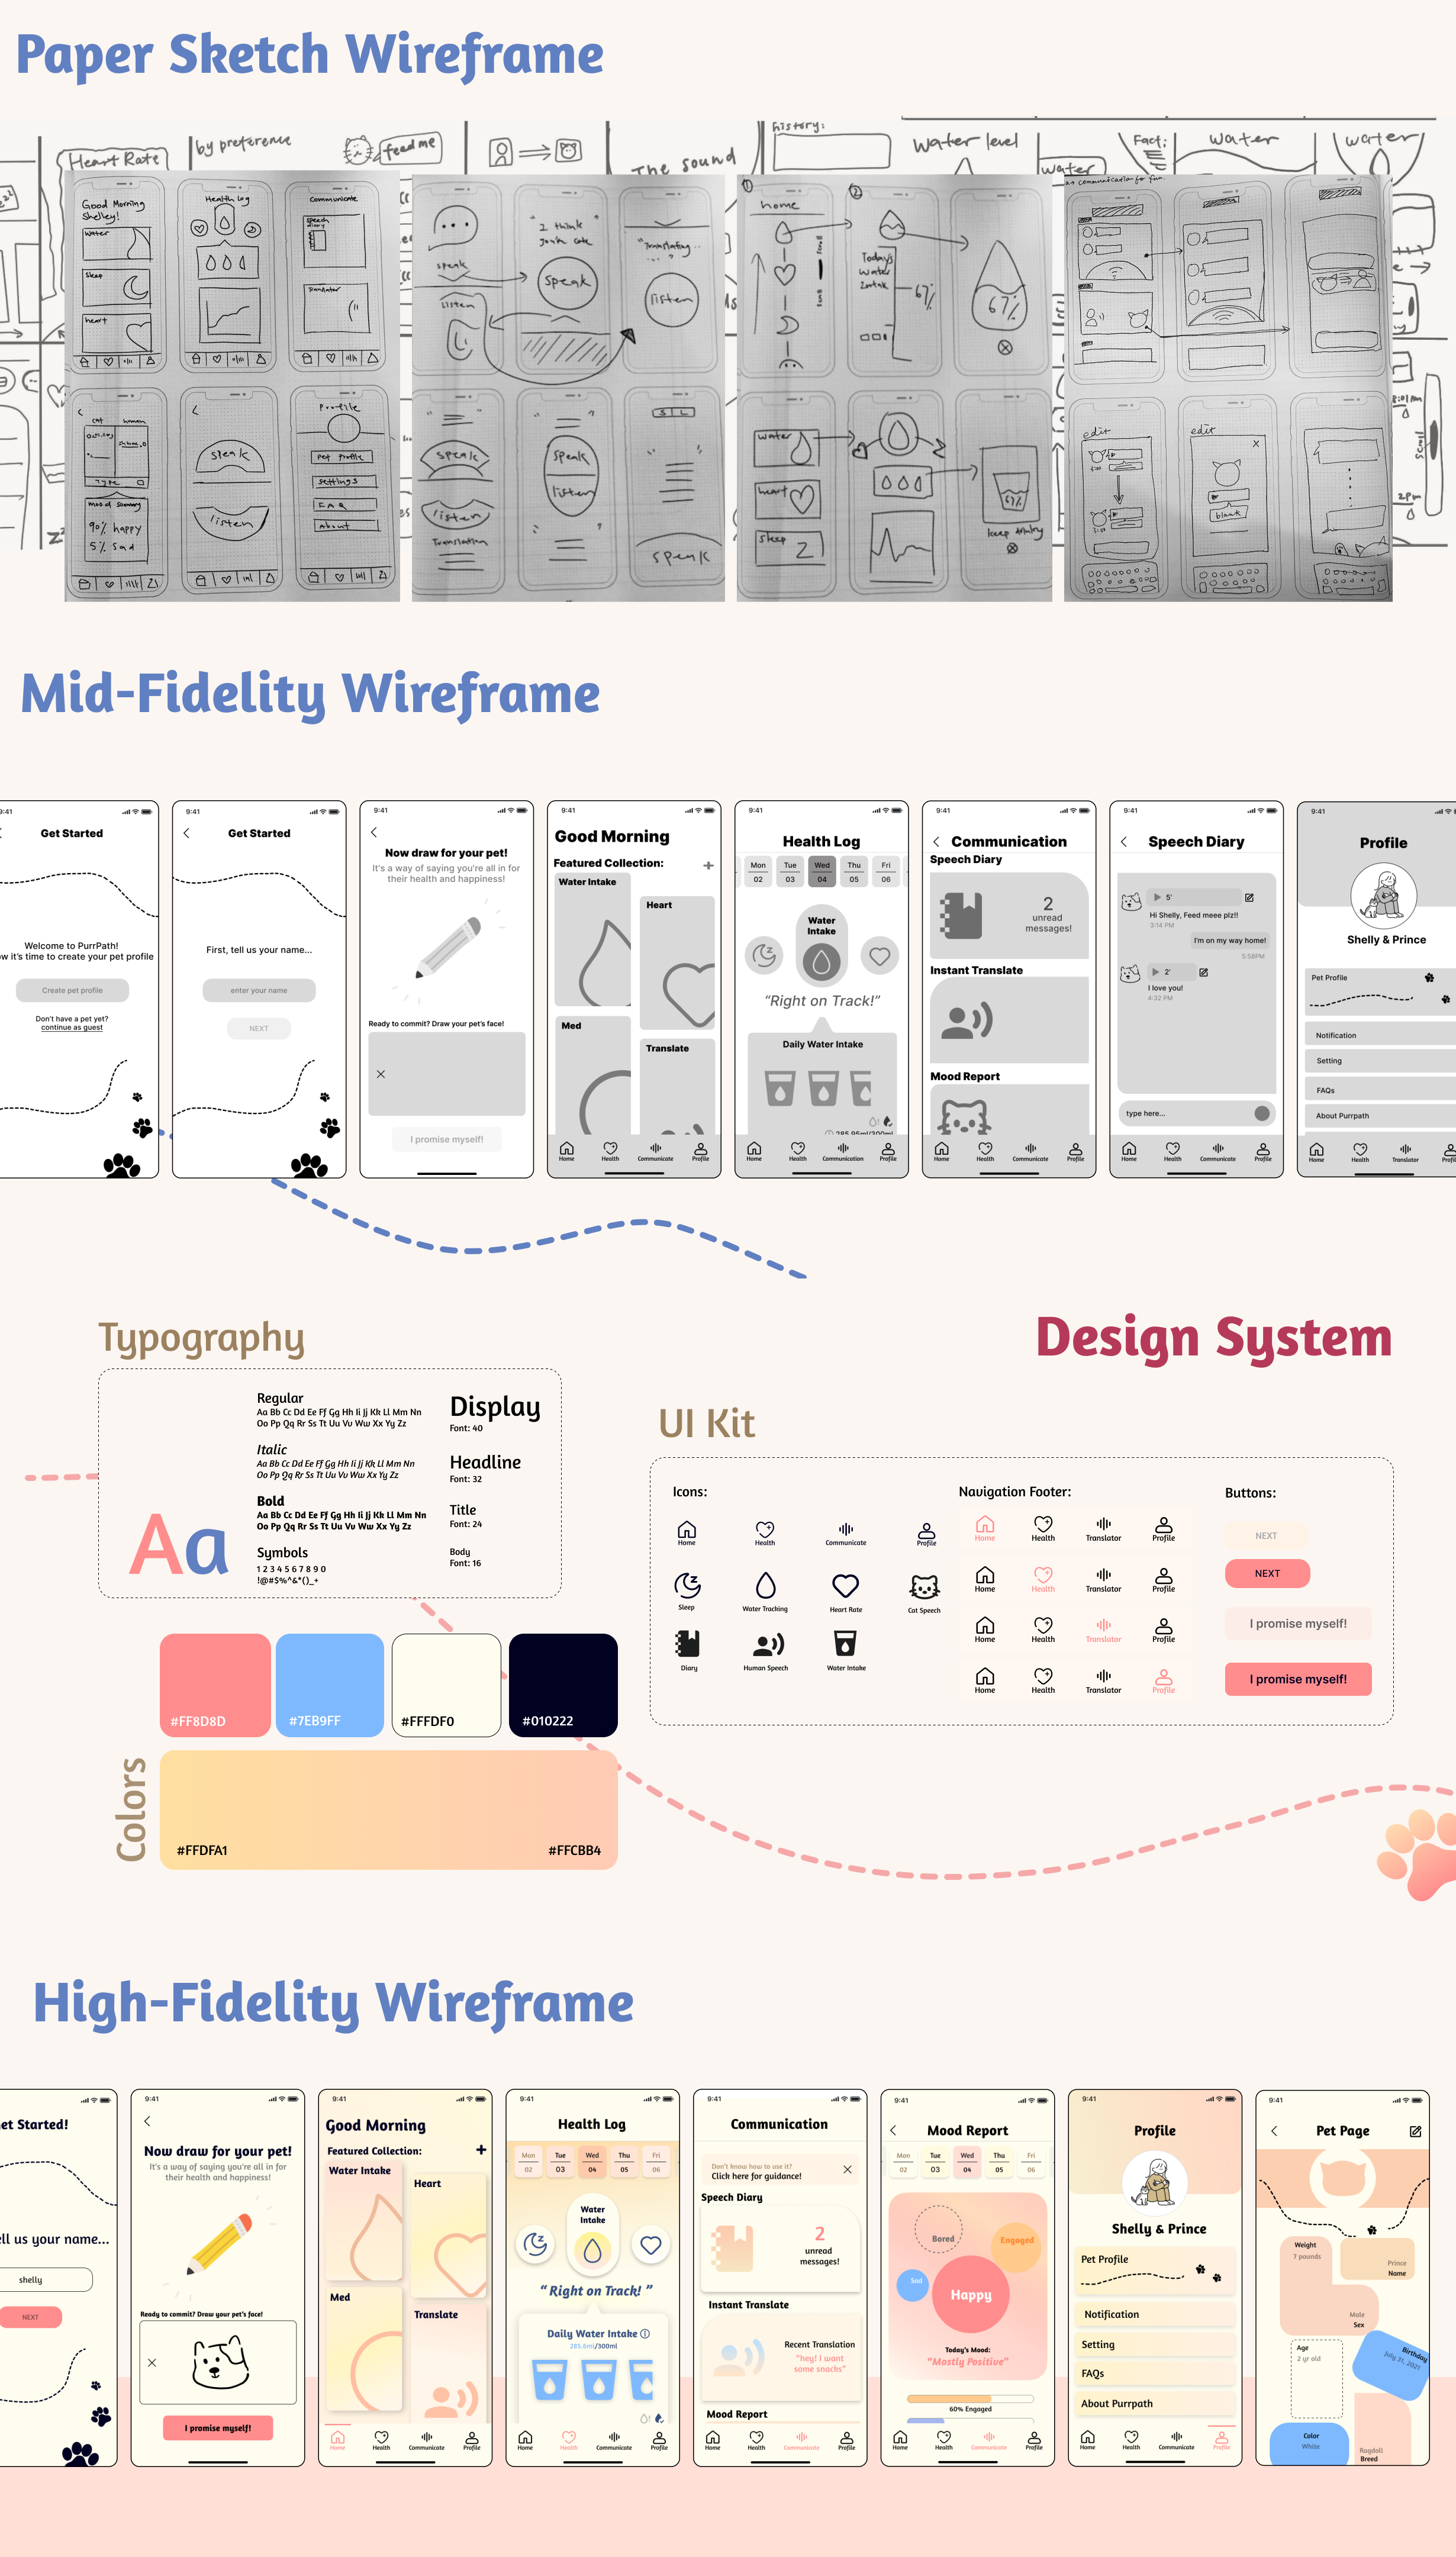 Paper Sketch Wireframe
Heart Rate
by preference
feed me
The sound
history:
Water level
Fact:
water
water
water
Good Morning
Shelley!
water
sleep
heart
Health log
Communicate
speech
diary
Translator
cat
human
Type
mood summary
90% happy
5% sad
speak
listen
Profile
pet profile
settings
FAQ
About
speak
listen
"I think
speak
"Translating...
listen
speak
listen
Translation
speak
listen
S L
speak
1
home
scroll
2
Today's
water
Intake
67%
67%
water
heart
sleep
Z
67%
keep drinking
as communication for fun.
edit
edit
X
blank
scroll
2pm
Mid-Fidelity Wireframe
9:41
Get Started
Welcome to PurrPath!
w it's time to create your pet profile
Create pet profile
Don't have a pet yet?
continue as guest
9:41
Get Started
First, tell us your name...
enter your name
NEXT
9:41
Now draw for your pet!
It's a way of saying you're all in for
their health and happiness!
Ready to commit? Draw your pet's face!
I promise myself!
9:41
Good Morning
Featured Collection:
Water Intake
Heart
Med
Translate
Home Health Communicate Profile
9:41
Health Log
Mon Tue Wed Thu Fri
02 03 04 05 06
Water
Intake
"Right on Track!"
Daily Water Intake
285.95ml/300ml
Home Health Communication Profile
9:41
Communication
Speech Diary
2
unread
messages!
Instant Translate
Mood Report
Home Health Communicate Profile
9:41
Speech Diary
5'
Hi Shelly, Feed meee plz!!
3:14 PM
I'm on my way home!
5:58PM
2'
I love you!
4:32 PM
type here...
Home Health Communicate Profile
9:41
Profile
Shelly & Prince
Pet Profile
Notification
Setting
FAQs
About Purrpath
Home Health Translator Profile
Design System
Typography
Aa
Regular
Aa Bb Cc Dd Ee Ff Gg Hh Ii Jj Kk Ll Mm Nn
Oo Pp Qq Rr Ss Tt Uu Vv Ww Xx Yy Zz
Italic
Aa Bb Cc Dd Ee Ff Gg Hh Ii Jj Kk Ll Mm Nn
Oo Pp Qq Rr Ss Tt Uu Vv Ww Xx Yy Zz
Bold
Aa Bb Cc Dd Ee Ff Gg Hh Ii Jj Kk Ll Mm Nn
Oo Pp Qq Rr Ss Tt Uu Vv Ww Xx Yy Zz
Symbols
1 2 3 4 5 6 7 8 9 0
!@#$%^&*()_+
Display
Font: 40
Headline
Font: 32
Title
Font: 24
Body
Font: 16
UI Kit
Icons:
Home Health Communicate Profile
Sleep Water Tracking Heart Rate Cat Speech
Diary Human Speech Water Intake
Navigation Footer:
Home Health Translator Profile
Home Health Translator Profile
Home Health Translator Profile
Home Health Translator Profile
Buttons:
NEXT
NEXT
I promise myself!
I promise myself!
Colors
#FF8D8D
#7EB9FF
#FFFDF0
#010222
#FFDFA1
#FFCBB4
High-Fidelity Wireframe
et Started!
ell us your name...
shelly
NEXT
9:41
Now draw for your pet!
It's a way of saying you're all in for
their health and happiness!
Ready to commit? Draw your pet's face!
I promise myself!
9:41
Good Morning
Featured Collection:
Water Intake
Heart
Med
Translate
Home Health Communicate Profile
9:41
Health Log
Mon Tue Wed Thu Fri
02 03 04 05 06
Water
Intake
" Right on Track! "
Daily Water Intake
285.6ml/300ml
Home Health Communicate Profile
9:41
Communication
Don't know how to use it?
Click here for guidance!
Speech Diary
2
unread
messages!
Instant Translate
Recent Translation
"hey! I want
some snacks"
Mood Report
Home Health Communicate Profile
9:41
Mood Report
Mon Tue Wed Thu Fri
02 03 04 05 06
Bored
Engaged
Sad
Happy
Today's Mood:
"Mostly Positive"
60% Engaged
Home Health Communicate Profile
9:41
Profile
Shelly & Prince
Pet Profile
Notification
Setting
FAQs
About Purrpath
Home Health Communicate Profile
9:41
Pet Page
Weight
7 pounds
Prince
Name
Male
Sex
Age
2 yr old
Birthday
July 31, 2021
Color
White
Ragdoll
Breed